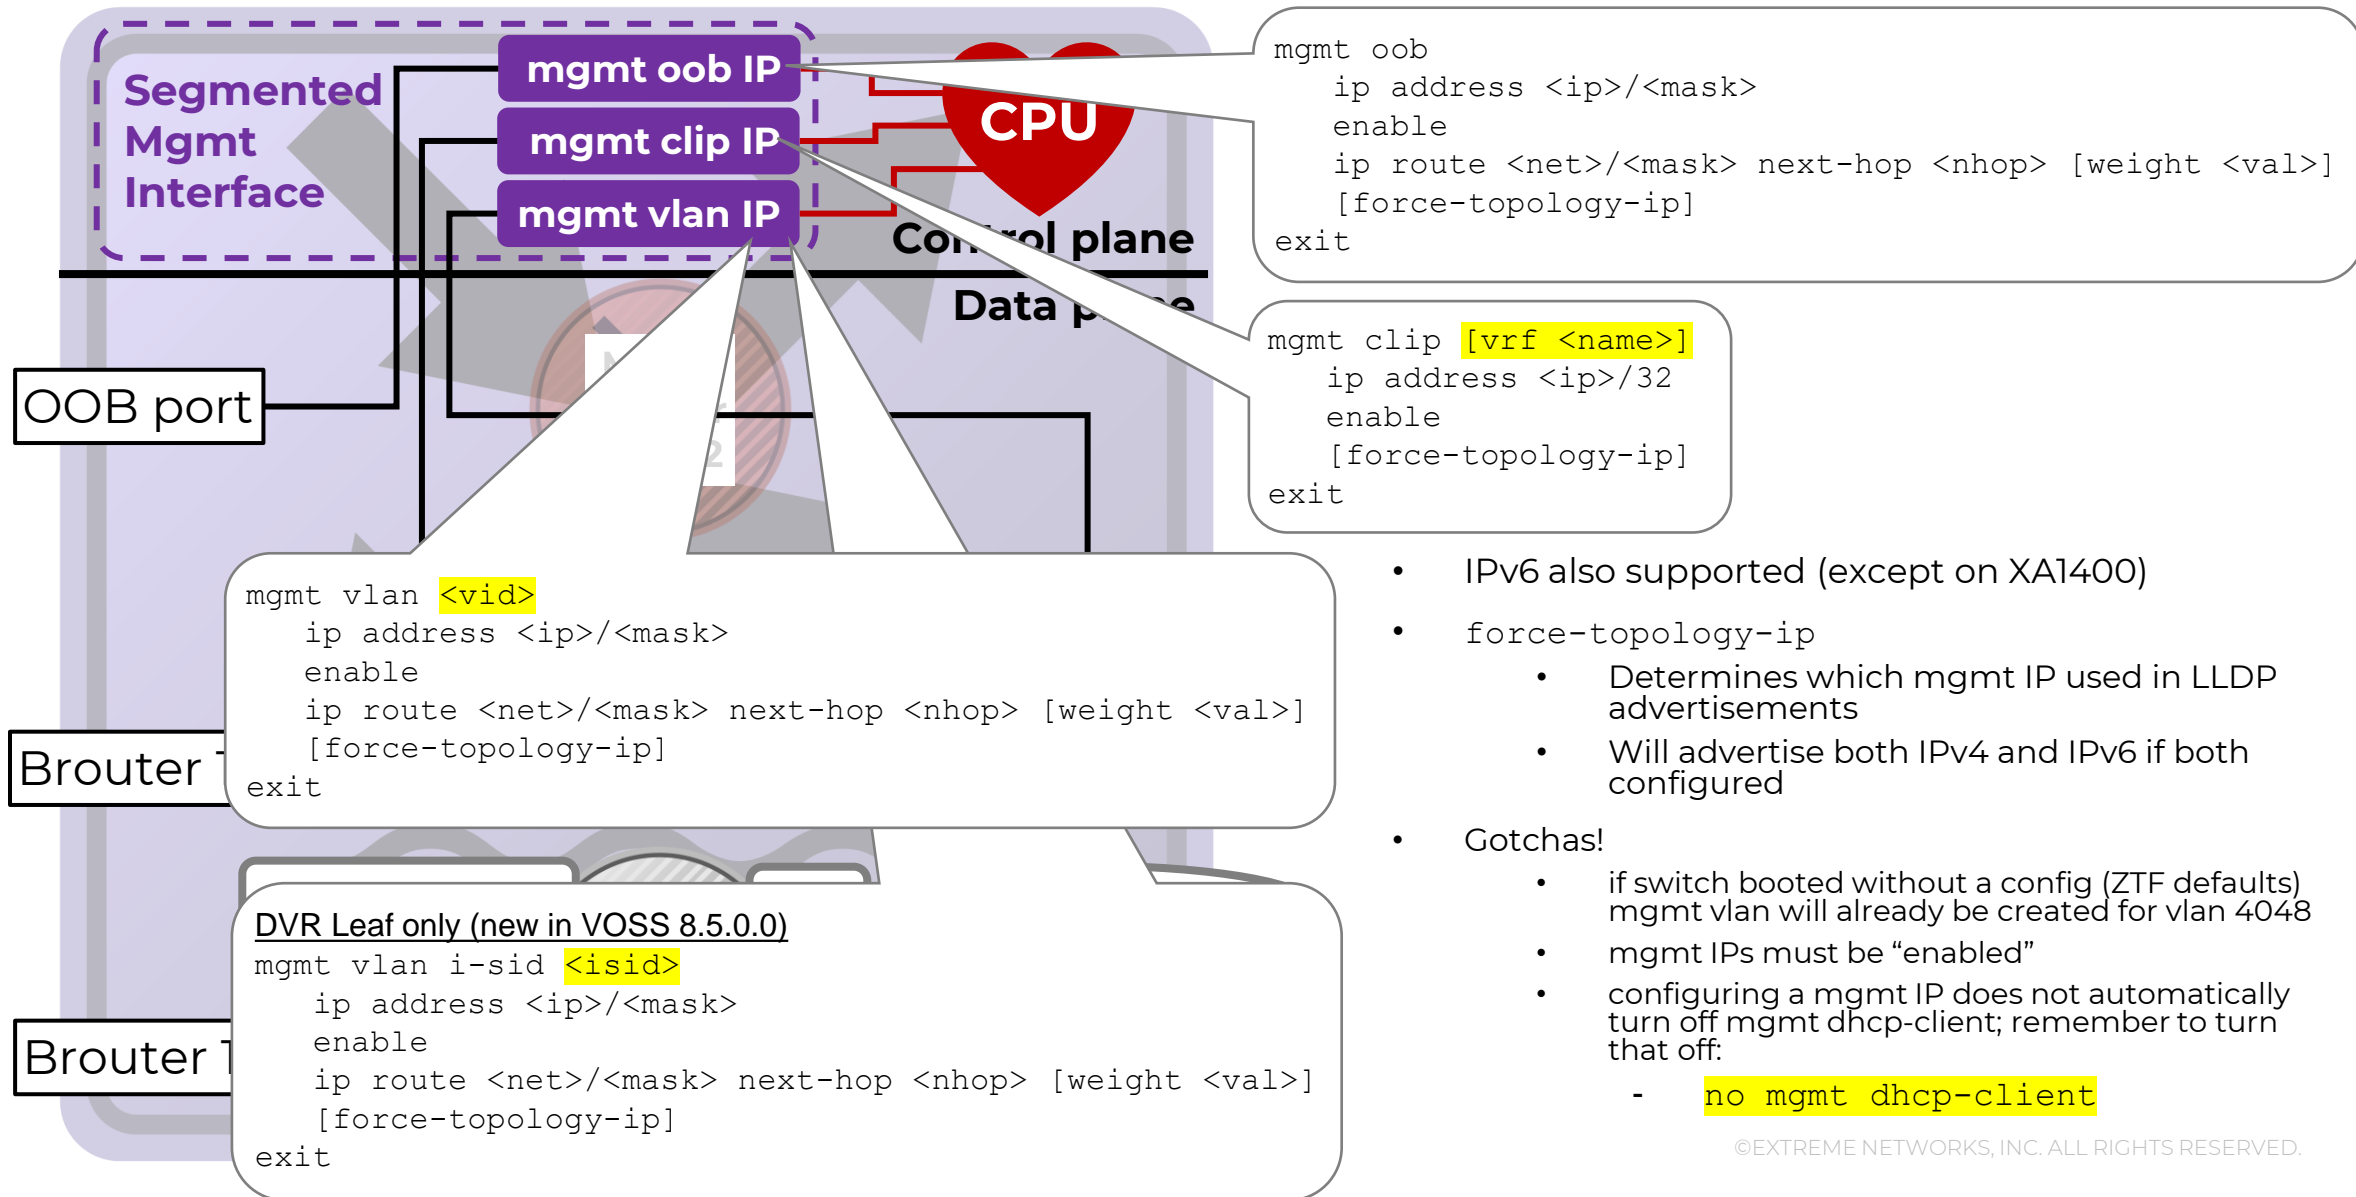 Segmented
Mgmt
Interface
mgmt oob IP
mgmt clip IP
mgmt vlan IP
CPU
Control plane
Data
OOB port
Brouter
Brouter
mgmt oob
ip address <ip>/<mask>
enable
ip route <net>/<mask> next-hop <nhop> [weight <val>]
[force-topology-ip]
exit
mgmt clip [vrf <name>]
ip address <ip>/32
enable
[force-topology-ip]
exit
mgmt vlan <vid>
ip address <ip>/<mask>
enable
ip route <net>/<mask> next-hop <nhop> [weight <val>]
[force-topology-ip]
exit
DVR Leaf only (new in VOSS 8.5.0.0)
mgmt vlan i-sid <isid>
ip address <ip>/<mask>
enable
ip route <net>/<mask> next-hop <nhop> [weight <val>]
[force-topology-ip]
exit
• IPv6 also supported (except on XA1400)
• force-topology-ip
• Determines which mgmt IP used in LLDP
advertisements
• Will advertise both IPv4 and IPv6 if both
configured
• Gotchas!
• if switch booted without a config (ZTF defaults)
mgmt vlan will already be created for vlan 4048
• mgmt IPs must be “enabled”
• configuring a mgmt IP does not automatically
turn off mgmt dhcp-client; remember to turn
that off:
- no mgmt dhcp-client
©EXTREME NETWORKS, INC. ALL RIGHTS RESERVED.